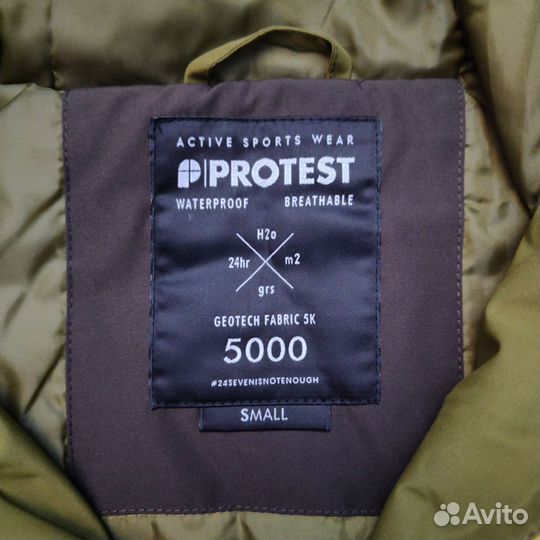 ACTIVE SPORTS WEAR
PROTEST
WATERPROOF BREATHABLE
H2o
24hr m2
grs
GEOTECH FABRIC 5K
5000
#24SEVENISNOTENOUGH
SMALL
Avito